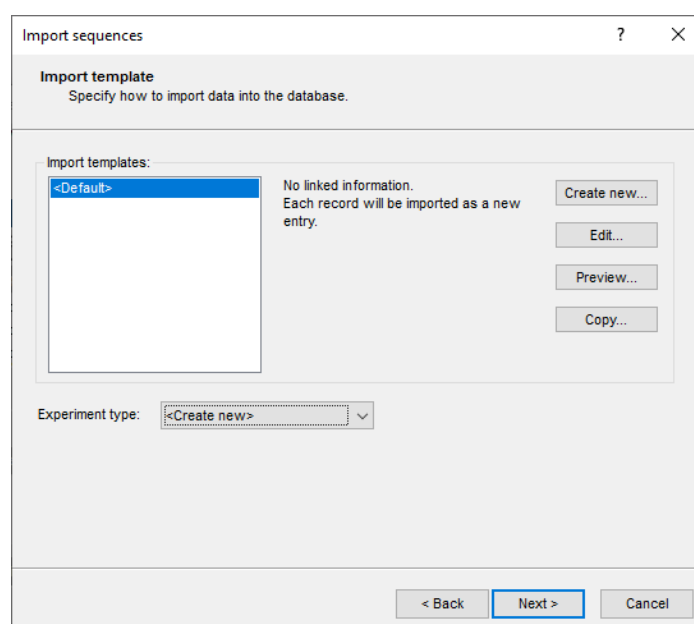 Import sequences
?
Import template
Specify how to import data into the database.
Import templates:
<Default>
No linked information.
Each record will be imported as a new
entry.
Create new...
Edit...
Preview...
Copy...
Experiment type:
<Create new>
< Back
Next >
Cancel